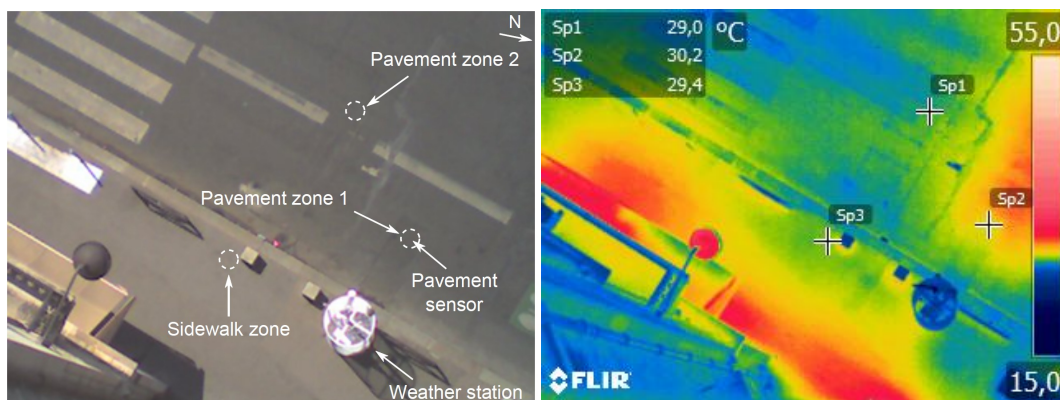 N
Pavement zone 2
Pavement zone 1
Pavement
sensor
Sidewalk zone
Weather station
Sp1 29,0 °C
Sp2 30,2
Sp3 29,4
55,0
Sp1
Sp2
Sp3
FLIR
15,0